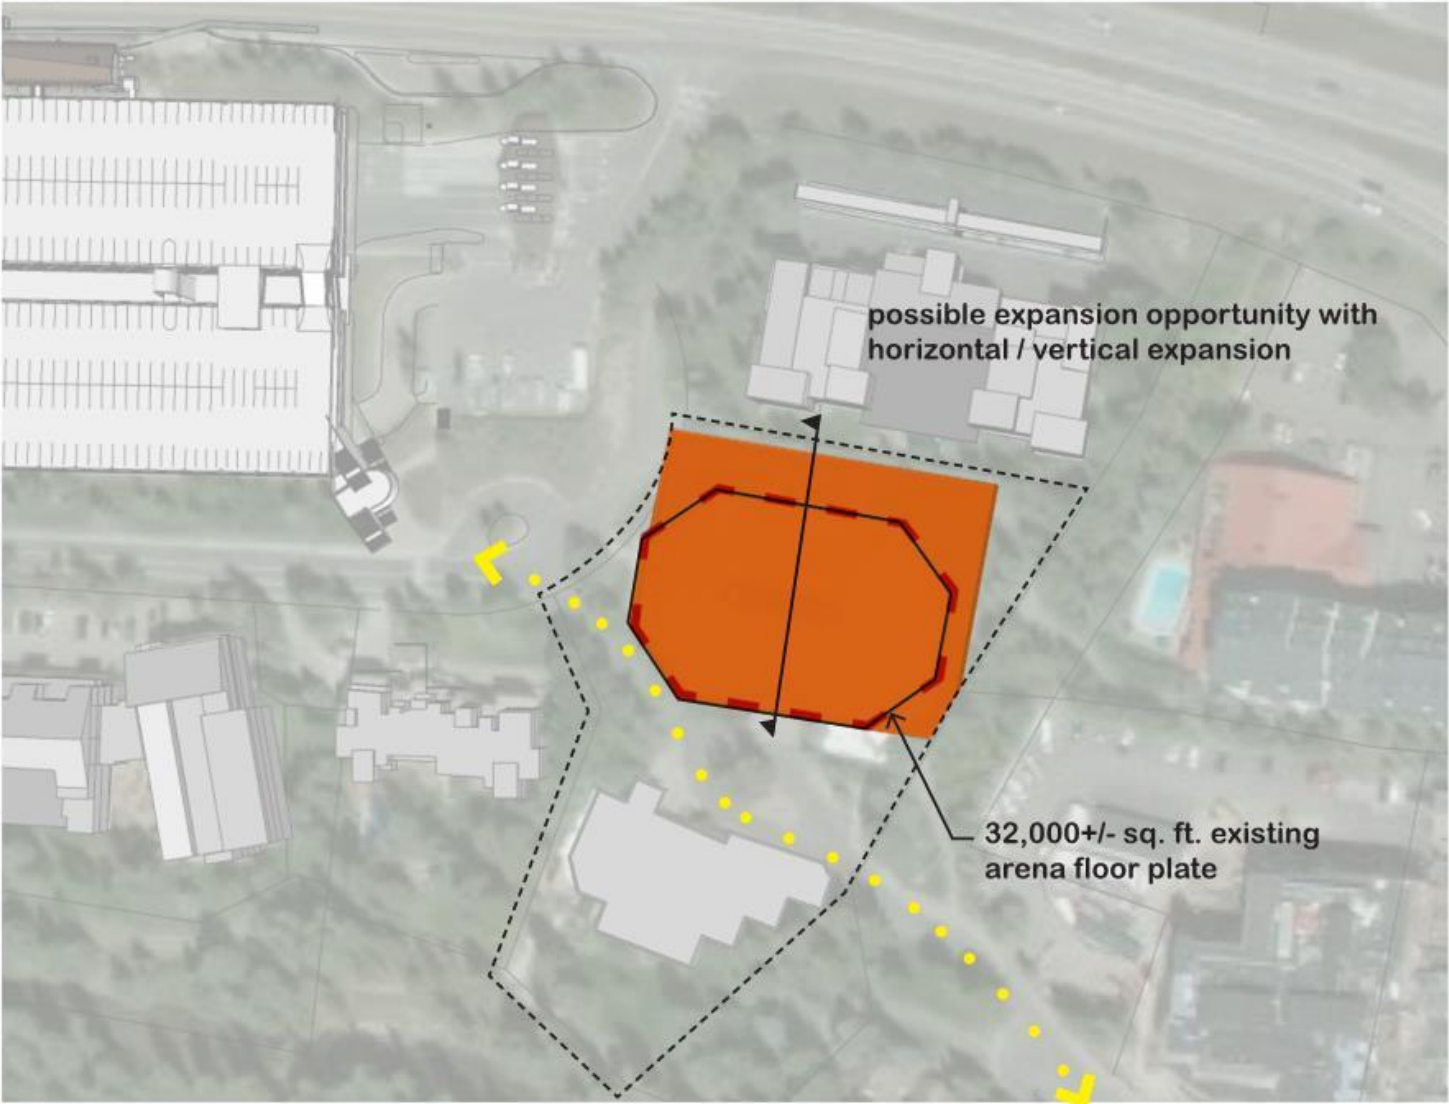 possible expansion opportunity with
horizontal / vertical expansion
32,000+/- sq. ft. existing
arena floor plate